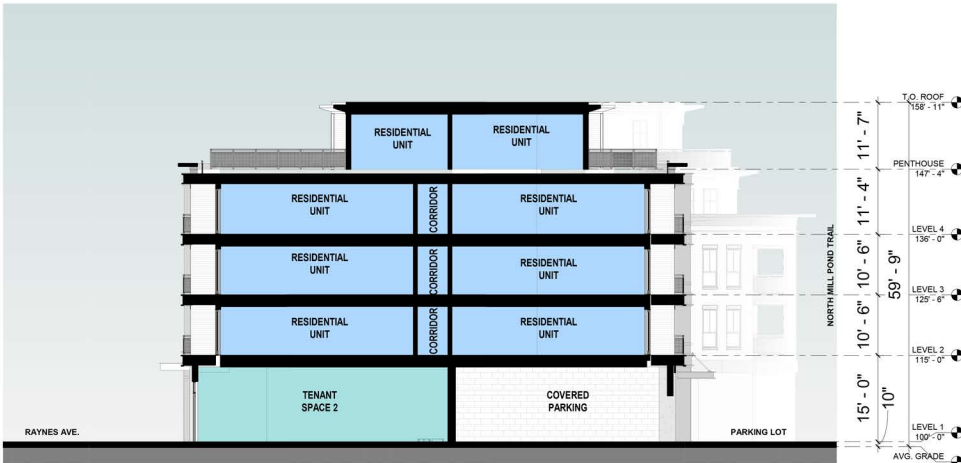 T.O. ROOF
158' - 11"
11' - 7"
RESIDENTIAL
UNIT
RESIDENTIAL
UNIT
PENTHOUSE
147' - 4"
11' - 4"
RESIDENTIAL
UNIT
CORRIDOR
RESIDENTIAL
UNIT
LEVEL 4
136' - 0"
10' - 6"
59' - 9"
RESIDENTIAL
UNIT
CORRIDOR
RESIDENTIAL
UNIT
NORTH MILL POND TRAIL
LEVEL 3
125' - 6"
10' - 6"
RESIDENTIAL
UNIT
CORRIDOR
RESIDENTIAL
UNIT
LEVEL 2
115' - 0"
15' - 0"
10"
TENANT
SPACE 2
COVERED
PARKING
RAYNES AVE.
PARKING LOT
LEVEL 1
100' - 0"
AVG. GRADE